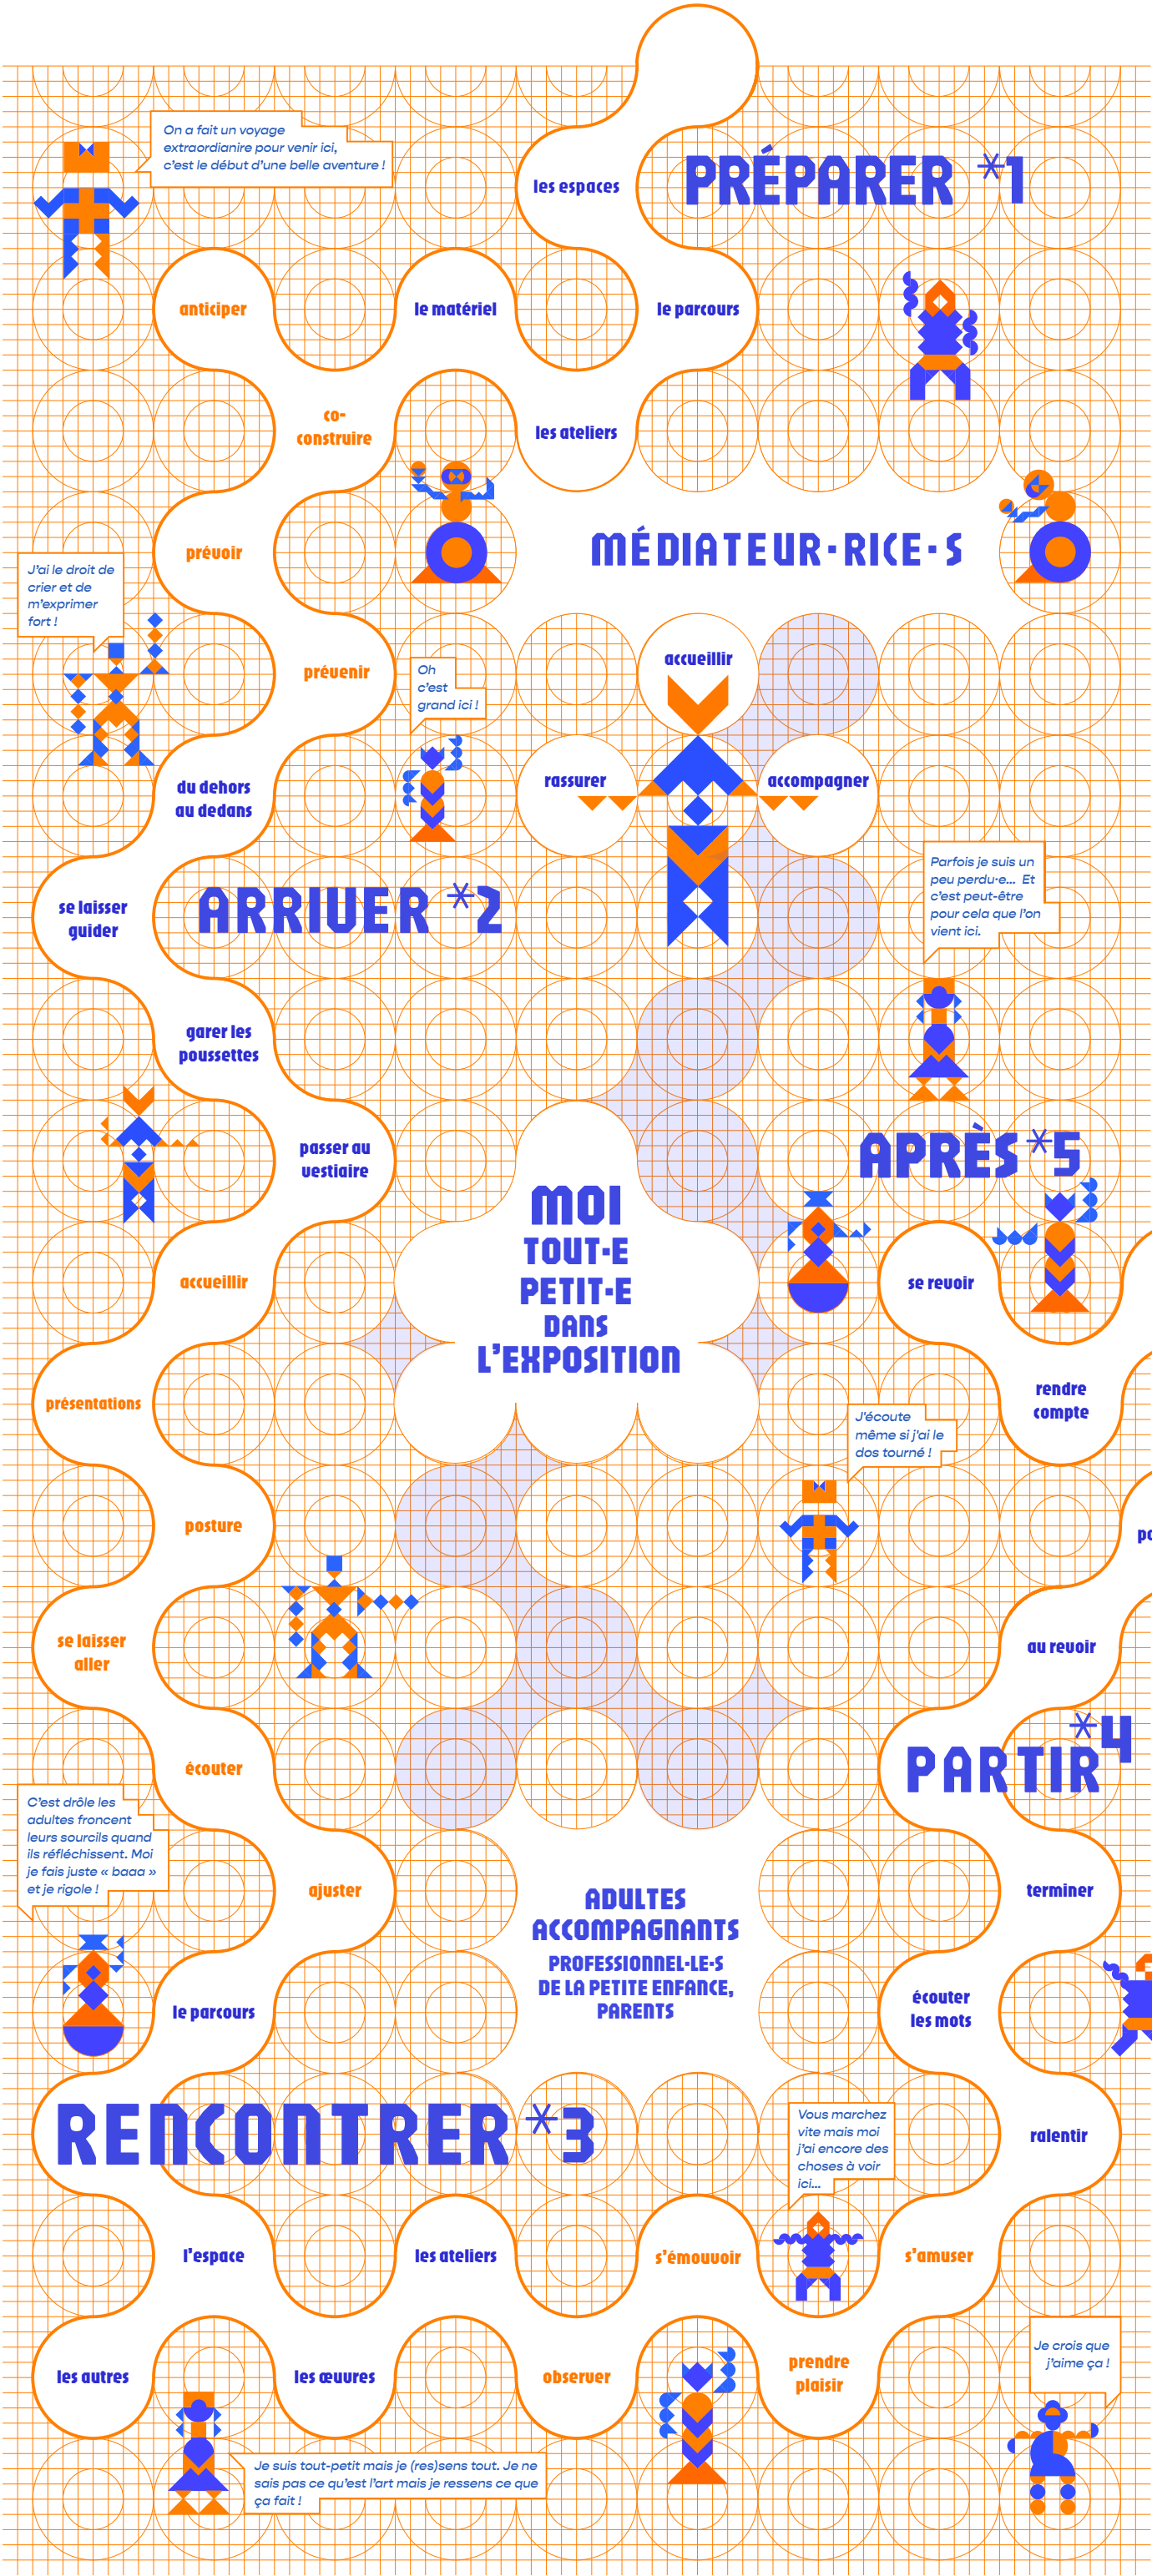 On a fait un voyage
extraordianire pour venir ici,
c'est le début d'une belle aventure !
les espaces
PRÉPARER *1
anticiper
le matériel
le parcours
co-
construire
les ateliers
prévoir
MÉDIATEUR·RICE·S
J'ai le droit de
crier et de
m'exprimer
fort !
prévenir
Oh
c'est
grand ici !
accueillir
du dehors
au dedans
rassurer
accompagner
se laisser
guider
ARRIVER *2
Parfois je suis un
peu perdu·e... Et
c'est peut-être
pour cela que l'on
vient ici.
garer les
poussettes
passer au
vestiaire
APRÈS *5
MOI
TOUT·E
PETIT·E
DANS
L'EXPOSITION
accueillir
se revoir
présentations
rendre
compte
J'écoute
même si j'ai le
dos tourné !
posture
se laisser
aller
au revoir
écouter
PARTIR *4
C'est drôle les
adultes froncent
leurs sourcils quand
ils réfléchissent. Moi
je fais juste « baaa »
et je rigole !
ajuster
ADULTES
ACCOMPAGNANTS
PROFESSIONNEL·LE·S
DE LA PETITE ENFANCE,
PARENTS
terminer
le parcours
écouter
les mots
RENCONTRER *3
Vous marchez
vite mais moi
j'ai encore des
choses à voir
ici...
ralentir
l'espace
les ateliers
s'émouvoir
s'amuser
les autres
les œuvres
observer
prendre
plaisir
Je crois que
j'aime ça !
Je suis tout-petit mais je (res)sens tout. Je ne
sais pas ce qu'est l'art mais je ressens ce que
ça fait !